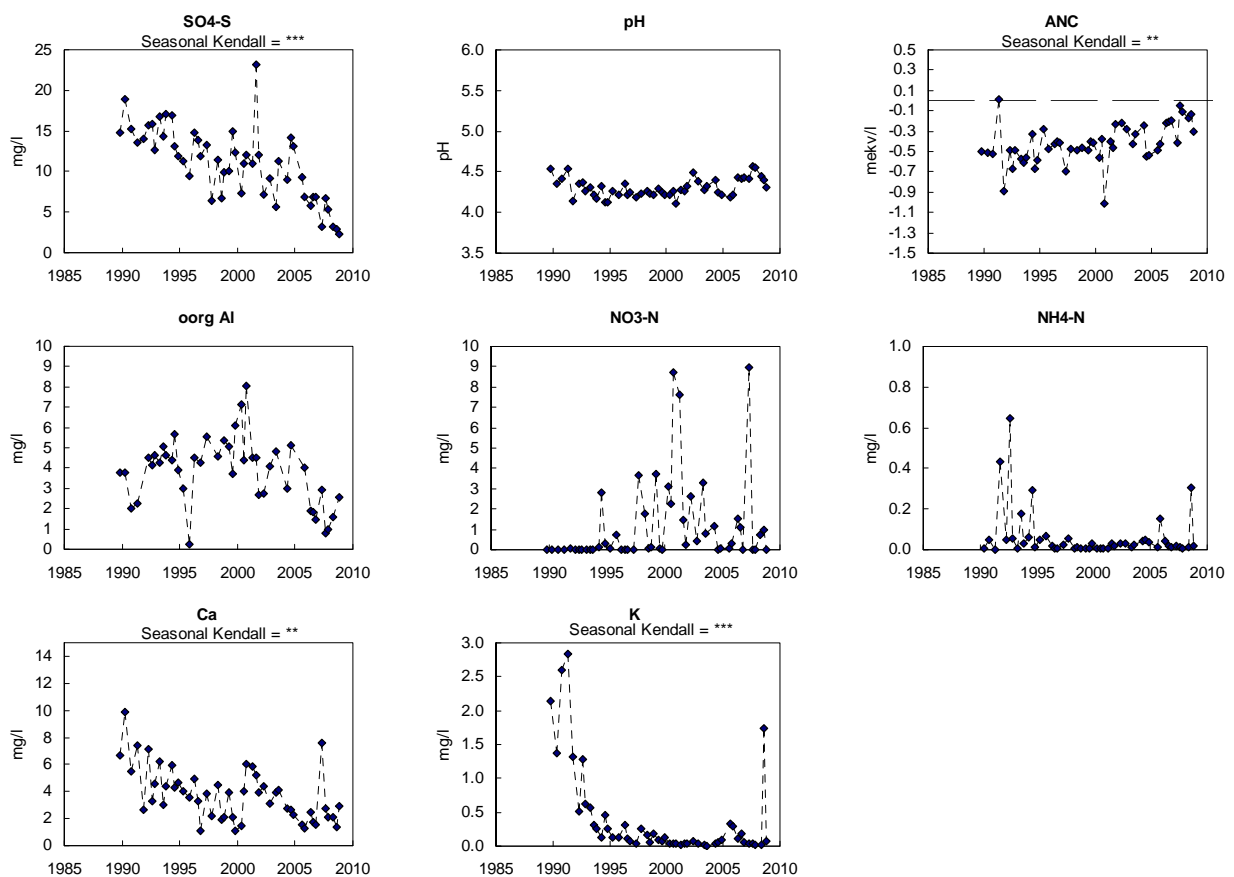 SO4-S
Seasonal Kendall = ***
mg/l
25
20
15
10
5
0
1985 1990 1995 2000 2005 2010
pH
pH
6.0
5.5
5.0
4.5
4.0
3.5
1985 1990 1995 2000 2005 2010
ANC
Seasonal Kendall = **
mekv/l
0.5
0.3
0.1
-0.1
-0.3
-0.5
-0.7
-0.9
-1.1
-1.3
-1.5
1985 1990 1995 2000 2005 2010
oorg Al
mg/l
10
9
8
7
6
5
4
3
2
1
0
1985 1990 1995 2000 2005 2010
NO3-N
mg/l
10
9
8
7
6
5
4
3
2
1
0
1985 1990 1995 2000 2005 2010
NH4-N
mg/l
1.0
0.8
0.6
0.4
0.2
0.0
1985 1990 1995 2000 2005 2010
Ca
Seasonal Kendall = **
mg/l
14
12
10
8
6
4
2
0
1985 1990 1995 2000 2005 2010
K
Seasonal Kendall = ***
mg/l
3.0
2.5
2.0
1.5
1.0
0.5
0.0
1985 1990 1995 2000 2005 2010